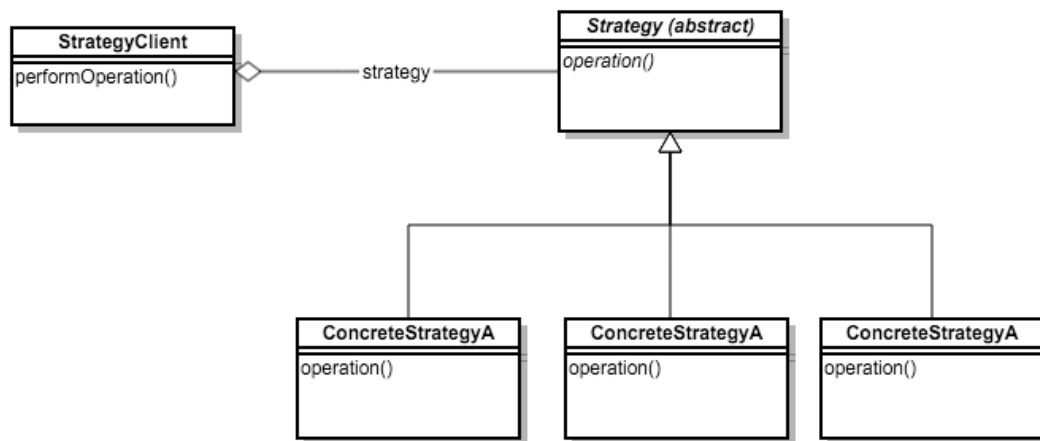 StrategyClient
performOperation()
strategy
Strategy (abstract)
operation()
ConcreteStrategyA
operation()
ConcreteStrategyA
operation()
ConcreteStrategyA
operation()